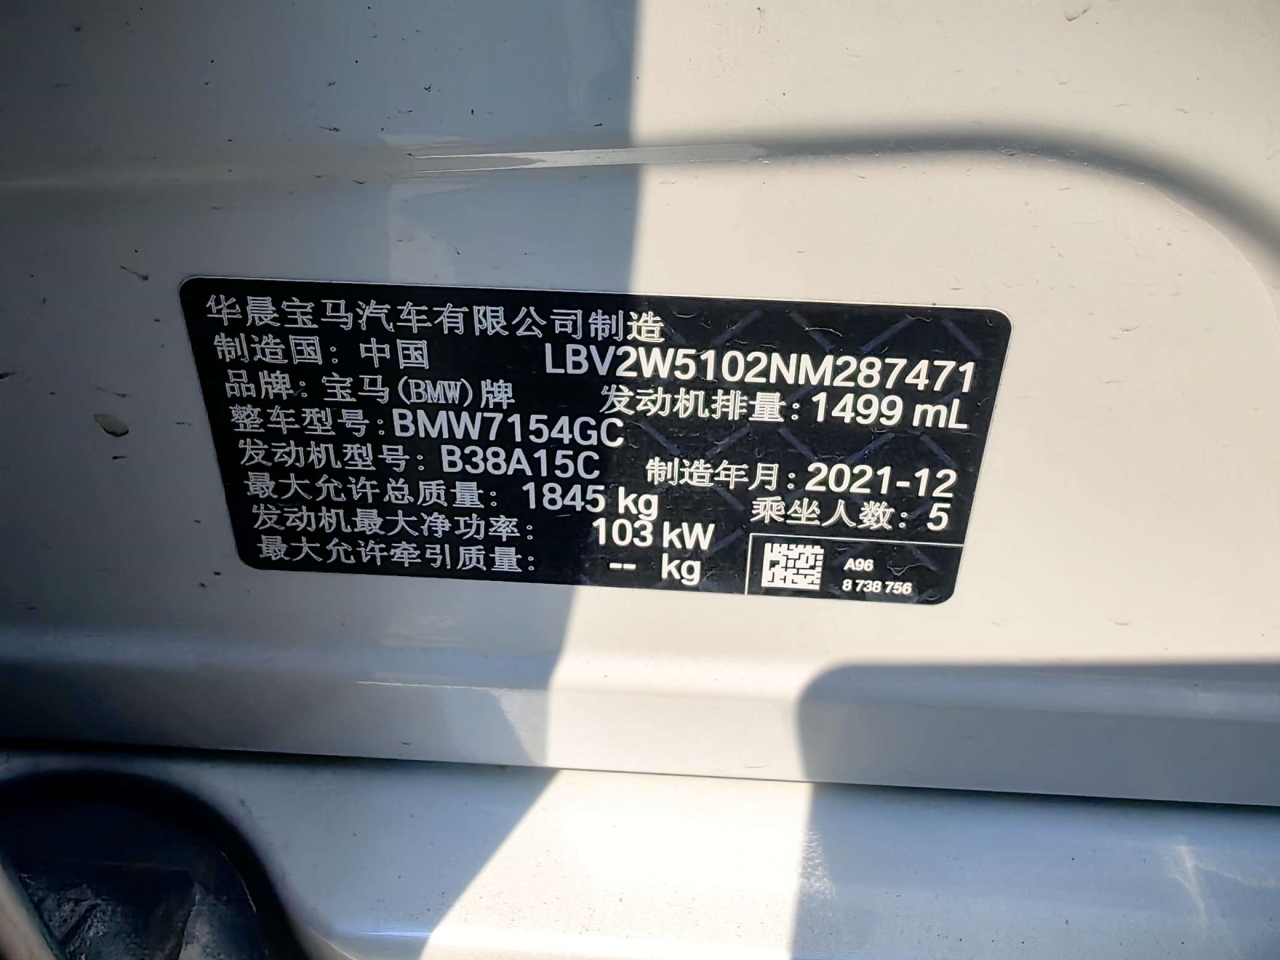 华晨宝马汽车有限公司制造
制造国: 中国 LBV2W5102NM287471
品牌: 宝马(BMW)牌 发动机排量: 1499 mL
整车型号: BMW7154GC
发动机型号: B38A15C 制造年月: 2021-12
最大允许总质量: 1845 kg 乘坐人数: 5
发动机最大净功率: 103 kW
最大允许牵引质量: -- kg
A96
8 738 756